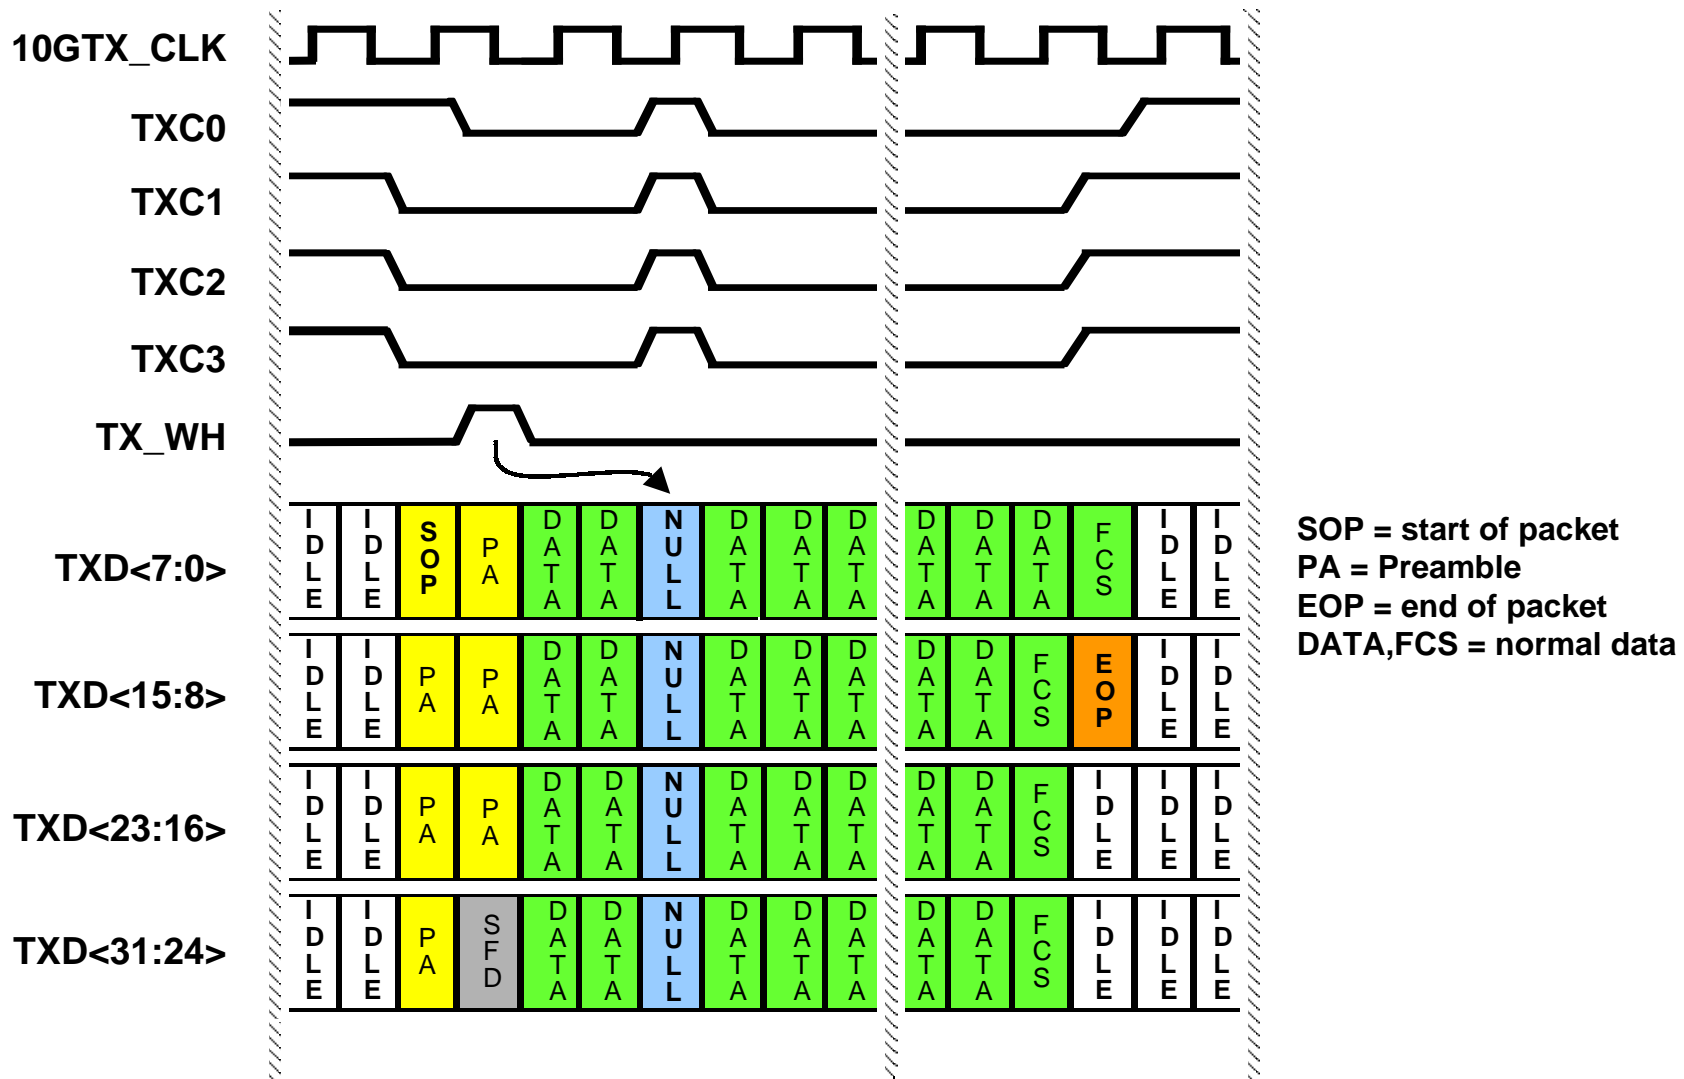 10GTX_CLK
TXC0
TXC1
TXC2
TXC3
TX_WH
TXD<7:0> IDLE IDLE SOP PA DATA DATA NULL DATA DATA DATA DATA DATA DATA FCS IDLE IDLE
TXD<15:8> IDLE IDLE PA PA DATA DATA NULL DATA DATA DATA DATA DATA FCS EOP IDLE IDLE
TXD<23:16> IDLE IDLE PA PA DATA DATA NULL DATA DATA DATA DATA DATA FCS IDLE IDLE IDLE
TXD<31:24> IDLE IDLE PA SFD DATA DATA NULL DATA DATA DATA DATA DATA FCS IDLE IDLE IDLE
SOP = start of packet
PA = Preamble
EOP = end of packet
DATA,FCS = normal data